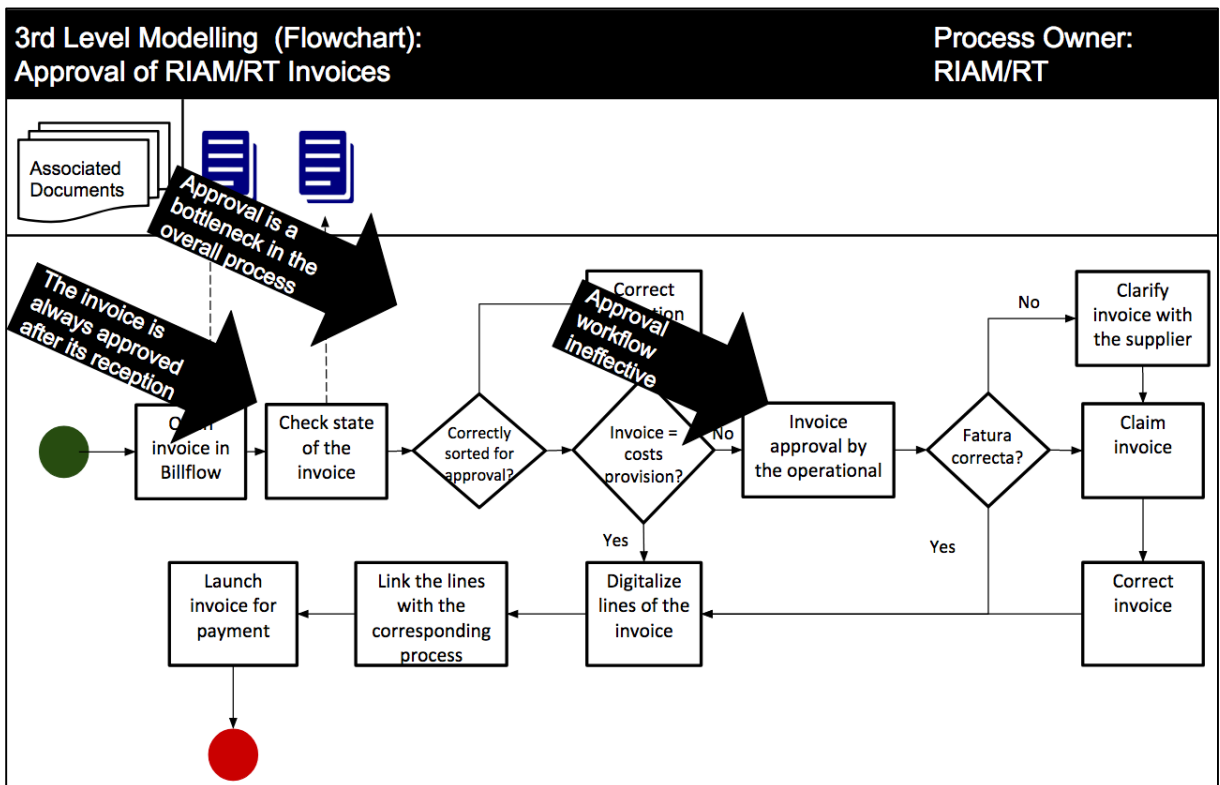 3rd Level Modelling (Flowchart):
Approval of RIAM/RT Invoices
Process Owner:
RIAM/RT
Associated
Documents
Approval is a
bottleneck in the
overall process
The invoice is
always approved
after its reception
Correct
Approval
workflow
ineffective
No
Clarify
invoice with
the supplier
invoice in
Billflow
Check state
of the
invoice
Correctly
sorted for
approval?
Invoice =
costs
provision?
No
Invoice
approval by
the operational
Fatura
correcta?
Claim
invoice
Yes
Yes
Launch
invoice for
payment
Link the lines
with the
corresponding
process
Digitalize
lines of the
invoice
Correct
invoice